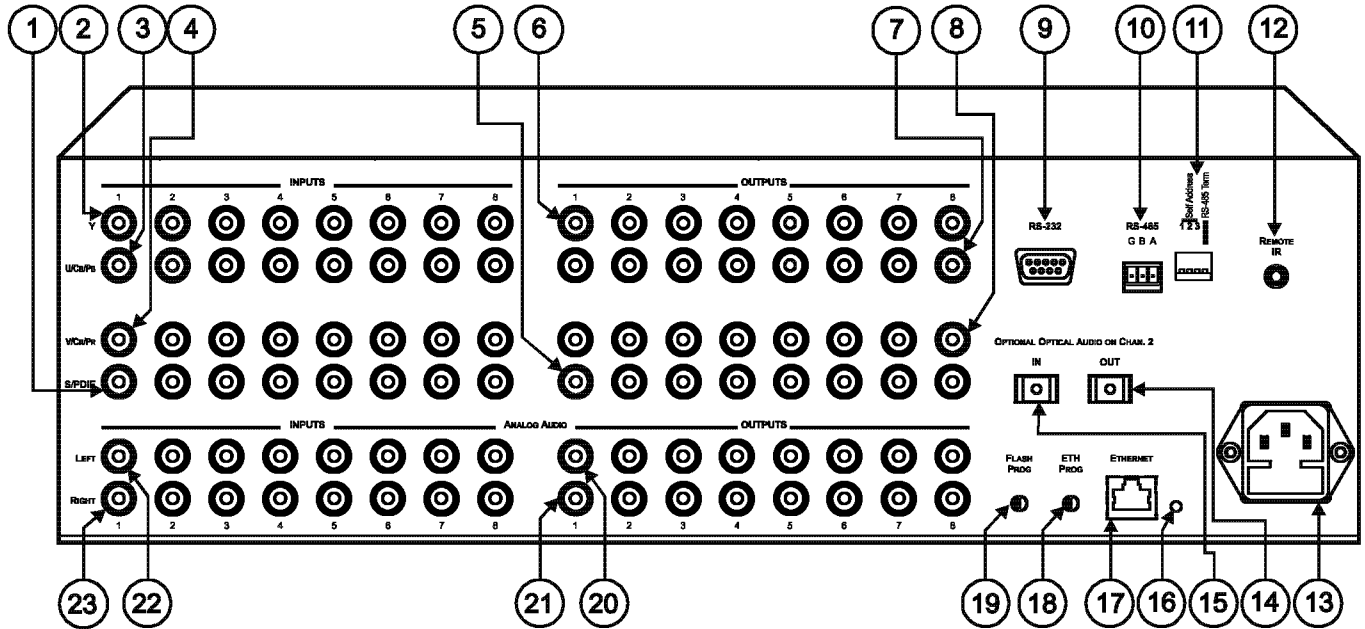 1 2 3 4 5 6 7 8 9 10 11 12
INPUTS OUTPUTS
1 2 3 4 5 6 7 8 1 2 3 4 5 6 7 8
Y
U/CB/PB
V/CR/PR
S/PDIF
RS-232
RS-485
G B A
Self Address
RS-485 Term
1 2 3
REMOTE
IR
OPTIONAL OPTICAL AUDIO ON CHAN. 2
IN OUT
INPUTS ANALOG AUDIO OUTPUTS
LEFT
RIGHT
1 2 3 4 5 6 7 8 1 2 3 4 5 6 7 8
FLASH
PROG
ETH
PROG
ETHERNET
23 22 21 20 19 18 17 16 15 14 13